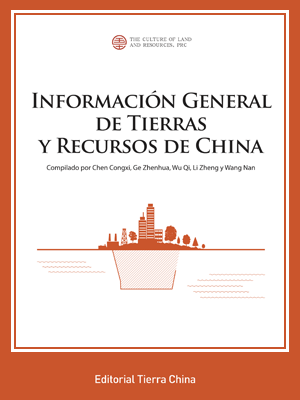 THE CULTURE OF LAND
AND RESOURCES, PRC
INFORMACIÓN GENERAL
DE TIERRAS
Y RECURSOS DE CHINA
Compilado por Chen Congxi, Ge Zhenhua, Wu Qi, Li Zheng y Wang Nan
Editorial Tierra China